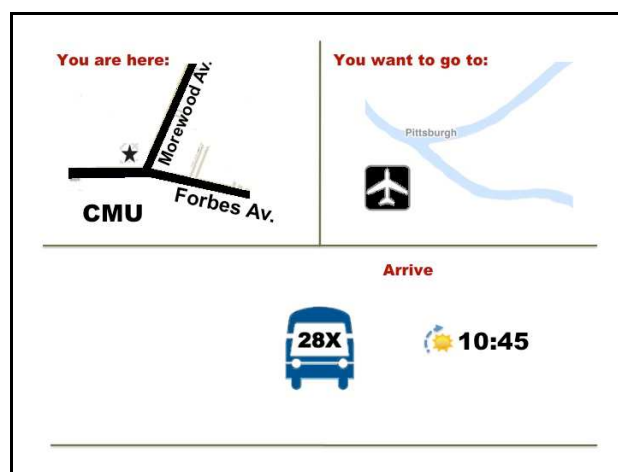 You are here:
Morewood Av.
Forbes Av.
CMU
You want to go to:
Pittsburgh
Arrive
28X
10:45